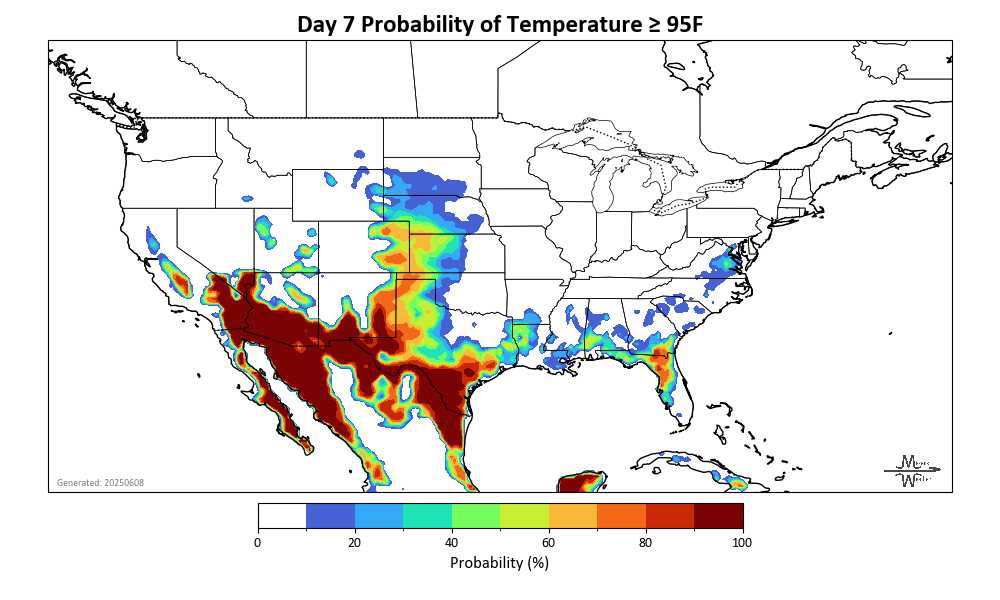 Day 7 Probability of Temperature ≥ 95F
Generated: 20250608
0 20 40 60 80 100
Probability (%)